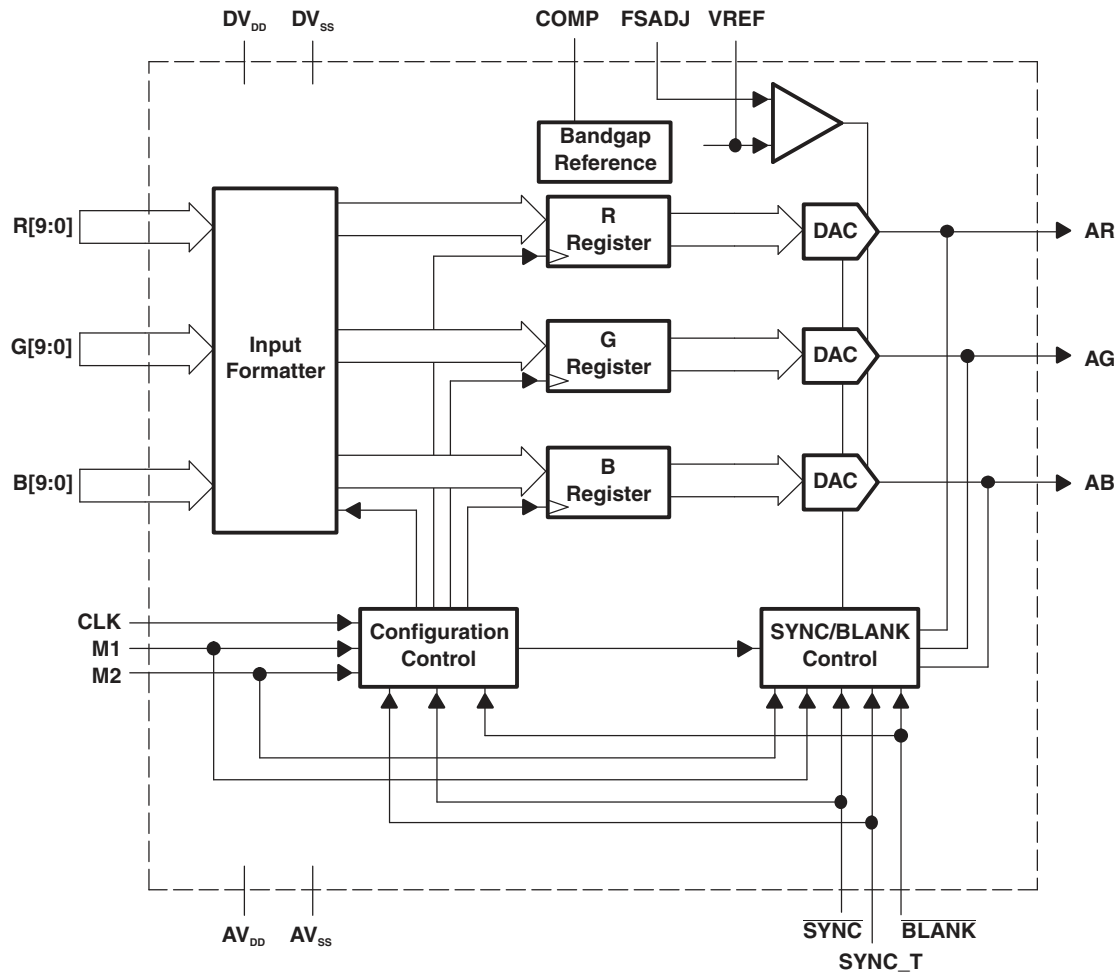 DVDD DVSS COMP FSADJ VREF
Bandgap
Reference
R[9:0]
R
Register
DAC
AR
G[9:0]
Input
Formatter
G
Register
DAC
AG
B[9:0]
B
Register
DAC
AB
CLK
M1
M2
Configuration
Control
SYNC/BLANK
Control
AVDD AVSS
SYNC
BLANK
SYNC_T